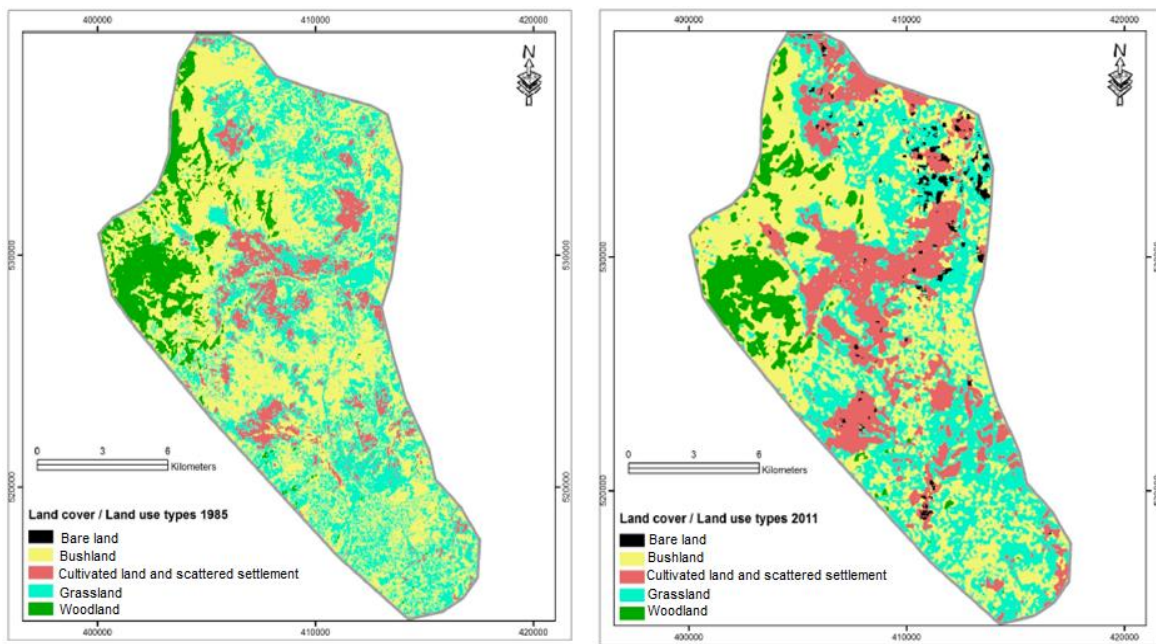 400000 410000 420000
N
530000
520000
0 3 6
Kilometers
Land cover / Land use types 1985
Bare land
Bushland
Cultivated land and scattered settlement
Grassland
Woodland
400000 410000 420000
400000 410000 420000
N
530000
520000
0 3 6
Kilometers
Land cover / Land use types 2011
Bare land
Bushland
Cultivated land and scattered settlement
Grassland
Woodland
400000 410000 420000